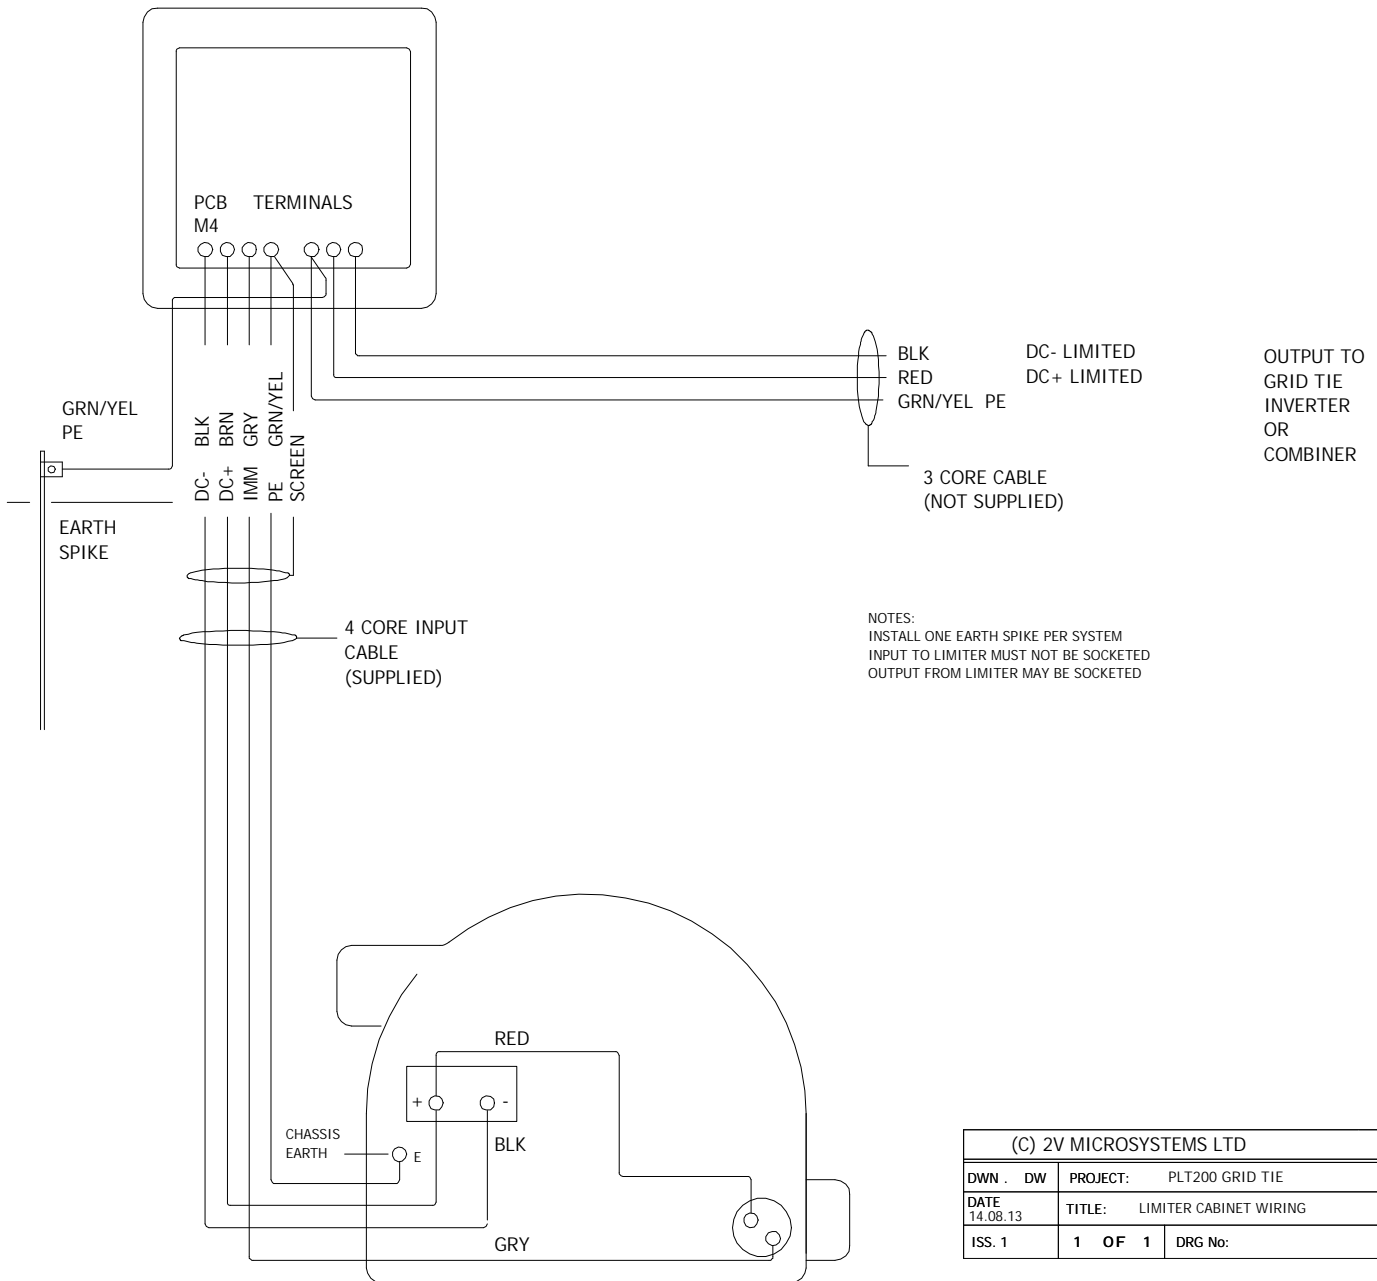 PCB TERMINALS
M4
BLK DC- LIMITED
RED DC+ LIMITED
GRN/YEL PE
OUTPUT TO
GRID TIE
INVERTER
OR
COMBINER
3 CORE CABLE
(NOT SUPPLIED)
GRN/YEL
PE
DC- BLK
DC+ BRN
IMM GRY
PE GRN/YEL
SCREEN
EARTH
SPIKE
4 CORE INPUT
CABLE
(SUPPLIED)
NOTES:
INSTALL ONE EARTH SPIKE PER SYSTEM
INPUT TO LIMITER MUST NOT BE SOCKETED
OUTPUT FROM LIMITER MAY BE SOCKETED
RED
+ -
BLK
CHASSIS
EARTH
E
GRY
(C) 2V MICROSYSTEMS LTD
DWN . DW PROJECT: PLT200 GRID TIE
DATE
14.08.13
TITLE: LIMITER CABINET WIRING
ISS. 1 1 OF 1 DRG No: